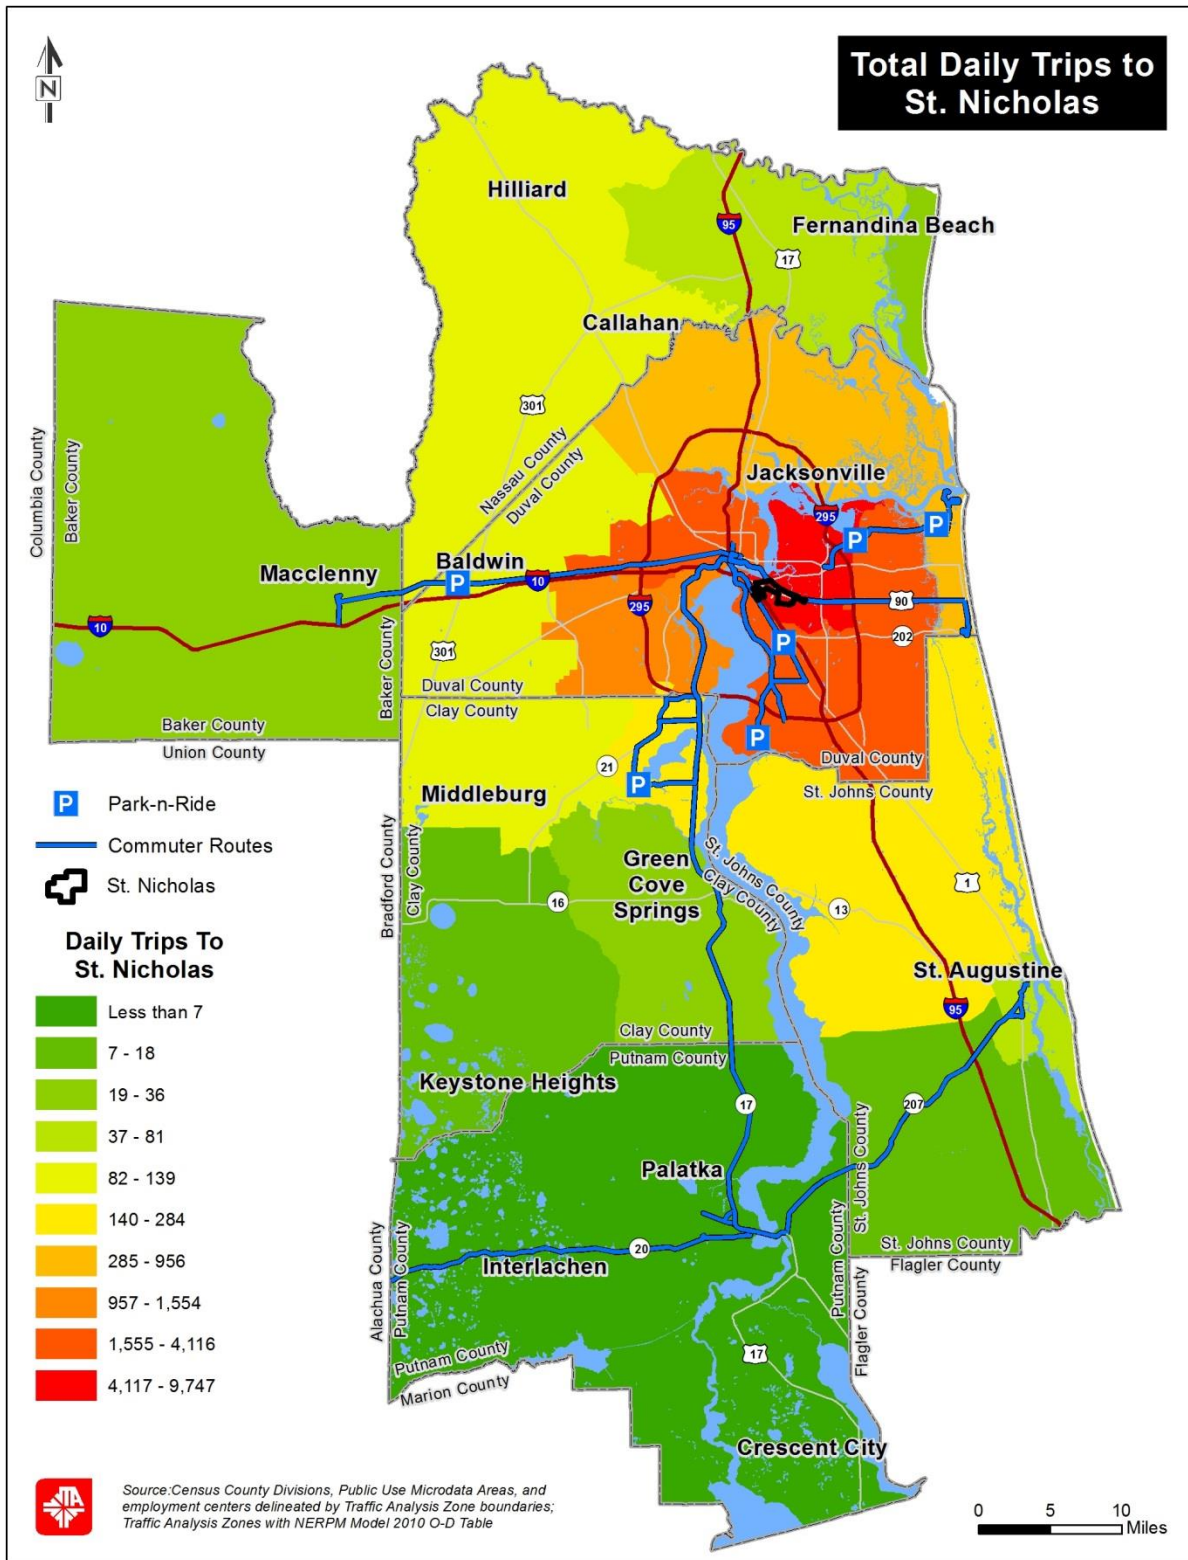 N
Total Daily Trips to
St. Nicholas
Hilliard
95
Fernandina Beach
17
Callahan
301
Nassau County
Duval County
Columbia County
Baker County
Jacksonville
295
P
P
Baldwin
Macclenny
P
10
295
90
10
202
P
301
Baker County
Duval County
Clay County
Baker County
Union County
P
21
P
Duval County
St. Johns County
Middleburg
P Park-n-Ride
Commuter Routes
St. Nicholas
Bradford County
Clay County
Green
Cove
Springs
St. Johns County
Clay County
1
16
13
St. Augustine
95
Daily Trips To
St. Nicholas
Less than 7
7 - 18
19 - 36
37 - 81
82 - 139
140 - 284
285 - 956
957 - 1,554
1,555 - 4,116
4,117 - 9,747
Clay County
Putnam County
Keystone Heights
17
207
Palatka
St. Johns County
Putnam County
20
Interlachen
St. Johns County
Flagler County
Alachua County
Putnam County
Flagler County
17
Putnam County
Marion County
Crescent City
JTA
Source:Census County Divisions, Public Use Microdata Areas, and
employment centers delineated by Traffic Analysis Zone boundaries;
Traffic Analysis Zones with NERPM Model 2010 O-D Table
0 5 10
Miles